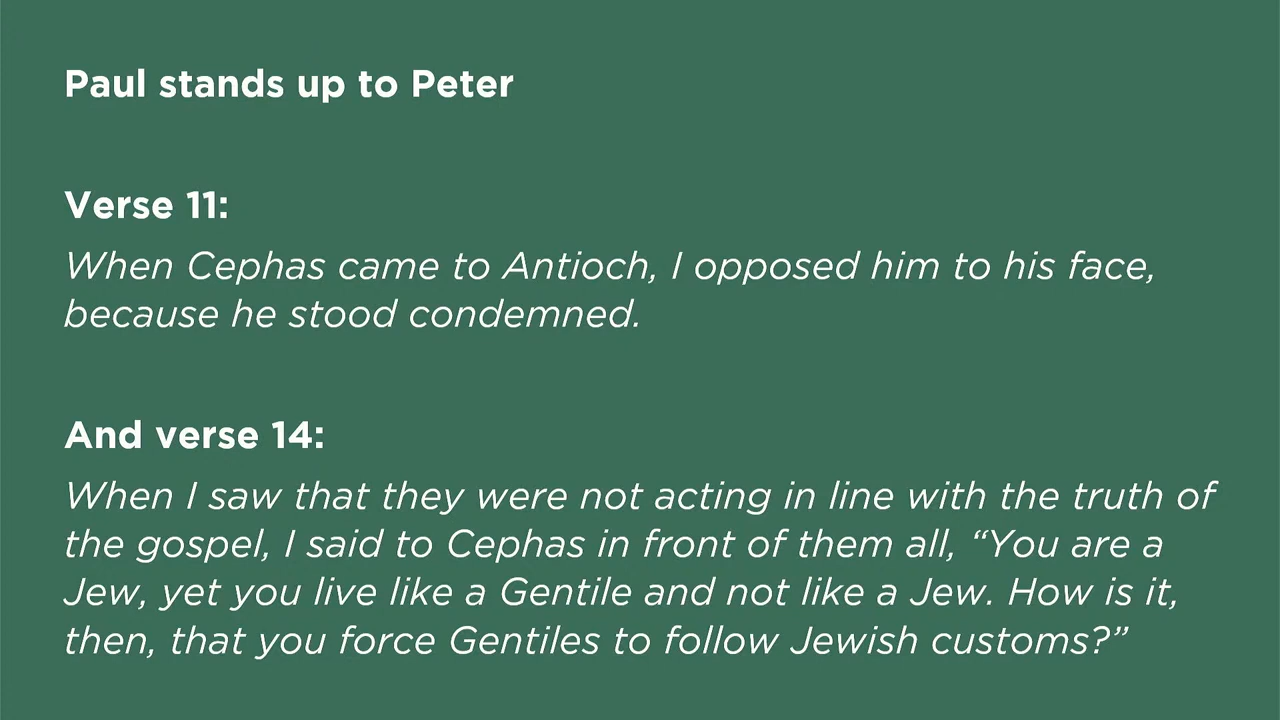 Paul stands up to Peter
Verse 11:
When Cephas came to Antioch, I opposed him to his face,
because he stood condemned.
And verse 14:
When I saw that they were not acting in line with the truth of
the gospel, I said to Cephas in front of them all, “You are a
Jew, yet you live like a Gentile and not like a Jew. How is it,
then, that you force Gentiles to follow Jewish customs?”